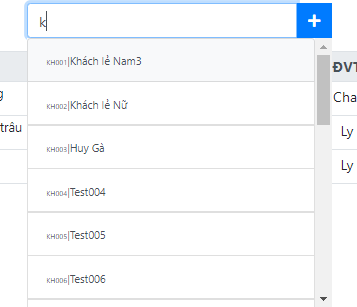 k
+
KH001|Khách lẻ Nam3
ĐVT
g
KH002|Khách lẻ Nữ
Cha
trâu
KH003|Huy Gà
Ly
KH004|Test004
Ly
KH005|Test005
KH006|Test006